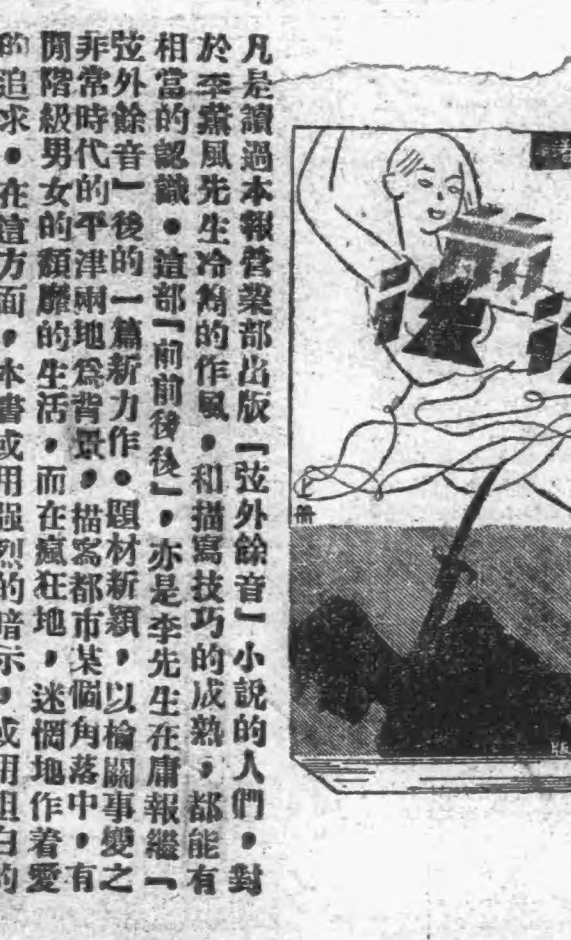 凡是讀過本報營業部出版「弦外餘音」小說的人們,對
於李薰風先生冷雋的作風,和描寫技巧的成熟,都能有
相當的認識。這部「前前後後」,亦是李先生在庸報繼「
弦外餘音」後的一篇新力作。題材新穎,以榆關事變之
非常時代的平津兩地爲背景,描寫都市某個角落中,有
閒階級男女的頹靡的生活,而在瘋狂地,迷惘地作着愛
的追求。在這方面,本書或用强烈的暗示,或用坦白的
著
上册
版